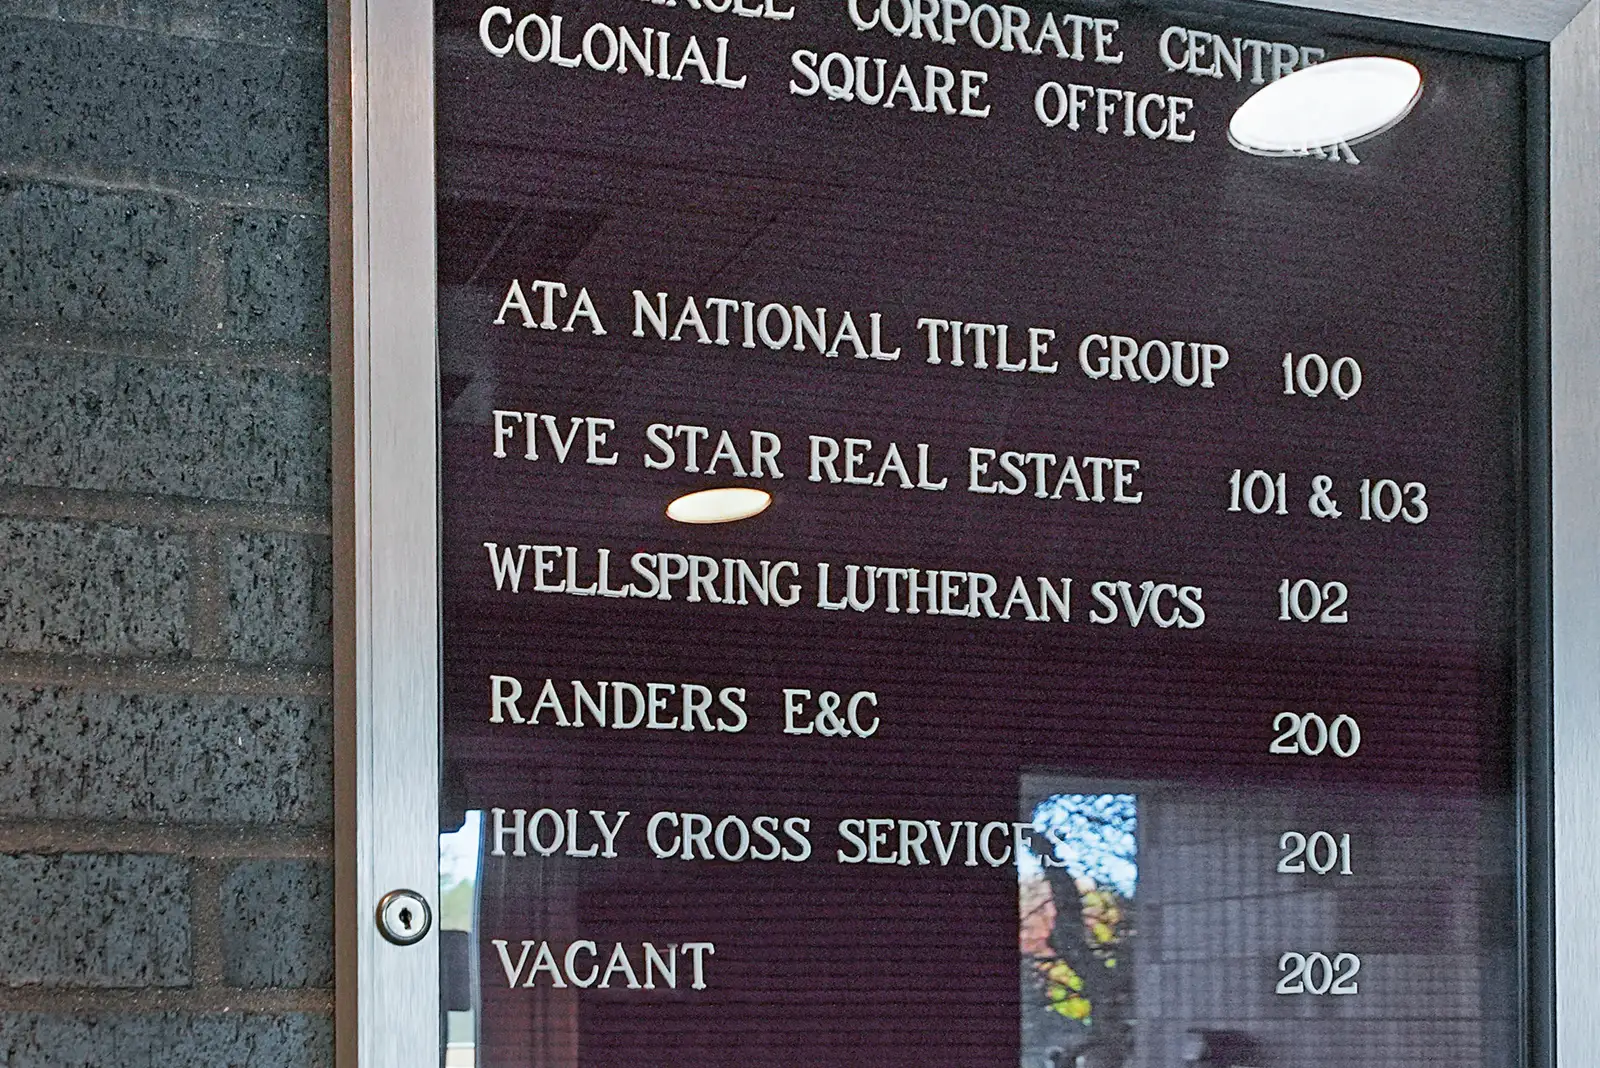 CORPORATE CENTRE
COLONIAL SQUARE OFFICE
ATA NATIONAL TITLE GROUP 100
FIVE STAR REAL ESTATE 101 & 103
WELLSPRING LUTHERAN SVCS 102
RANDERS E&C 200
HOLY CROSS SERVICES 201
VACANT 202